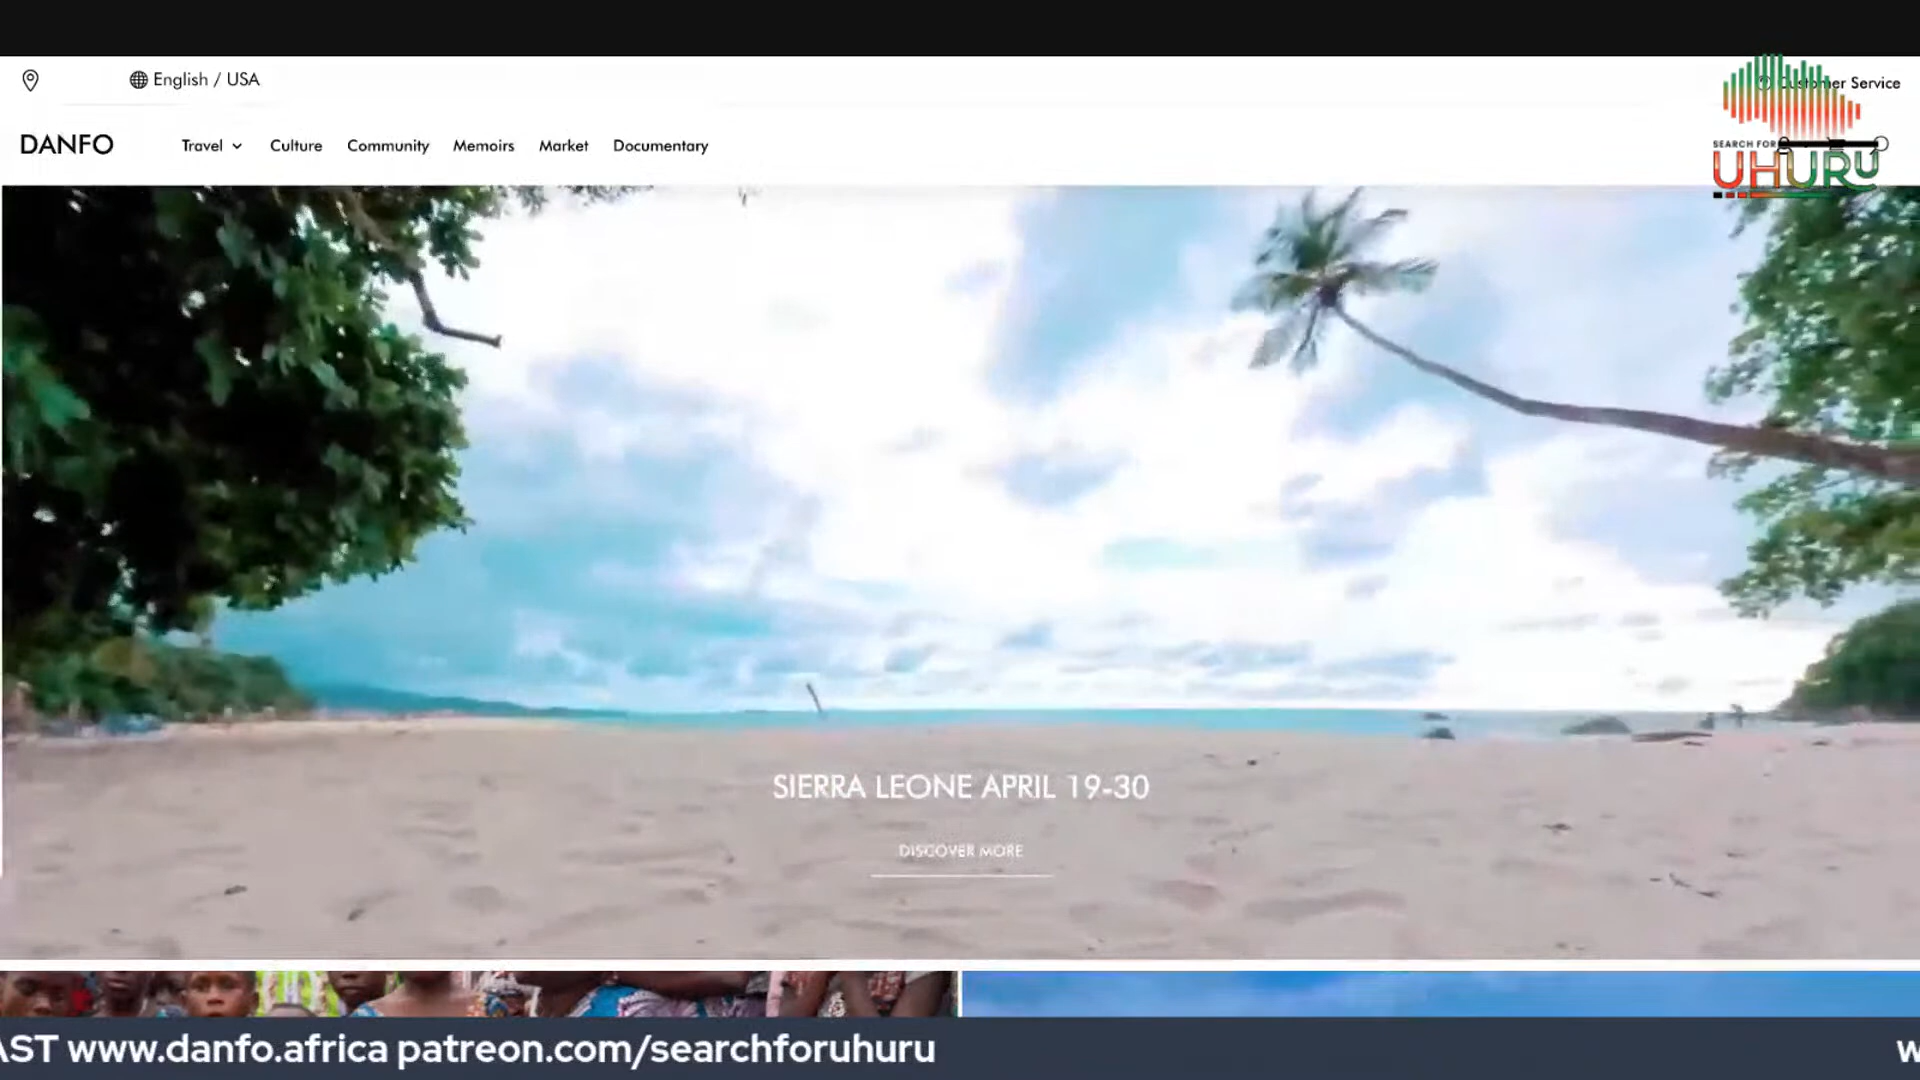 English / USA
Customer Service
DANFO
Travel Culture Community Memoirs Market Documentary
SEARCH FOR
UHURU
SIERRA LEONE APRIL 19-30
DISCOVER MORE
AST www.danfo.africa patreon.com/searchforuhuru